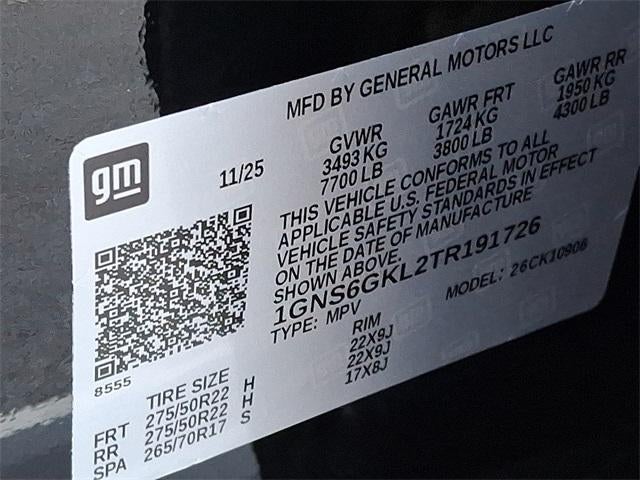 MFD BY GENERAL MOTORS LLC
gm
11/25
GVWR
3493 KG
7700 LB
GAWR FRT
1724 KG
3800 LB
GAWR RR
1950 KG
4300 LB
THIS VEHICLE CONFORMS TO ALL
APPLICABLE U.S. FEDERAL MOTOR
VEHICLE SAFETY STANDARDS IN EFFECT
ON THE DATE OF MANUFACTURE
SHOWN ABOVE.
1GNS6GKL2TR191726
TYPE: MPV
MODEL: 26CK10906
8555
TIRE SIZE
RIM
FRT 275/50R22 H 22X9J
RR 275/50R22 H 22X9J
SPA 265/70R17 S 17X8J